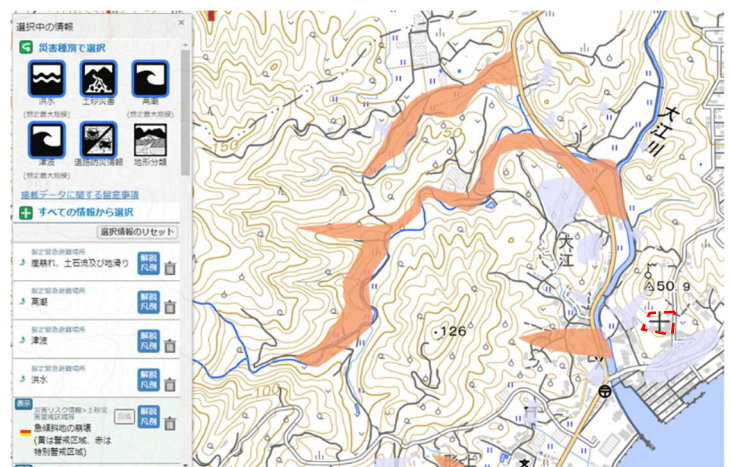 選択中の情報
×
災害種別で選択
洪水
(想定最大規模)
土砂災害
高潮
(想定最大規模)
津波
(想定最大規模)
道路防災情報
地形分類
掲載データに関する留意事項
すべての情報から選択
選択情報のリセット
指定緊急避難場所
崖崩れ、土石流及び地滑り
解説
凡例
指定緊急避難場所
高潮
解説
凡例
指定緊急避難場所
津波
解説
凡例
指定緊急避難場所
洪水
解説
凡例
表示
災害リスク情報>土砂災
害警戒区域等
急傾斜地の崩壊
(黄は警戒区域、赤は
特別警戒区域)
解説
凡例
大江川
大江
50.9
・126
150
100